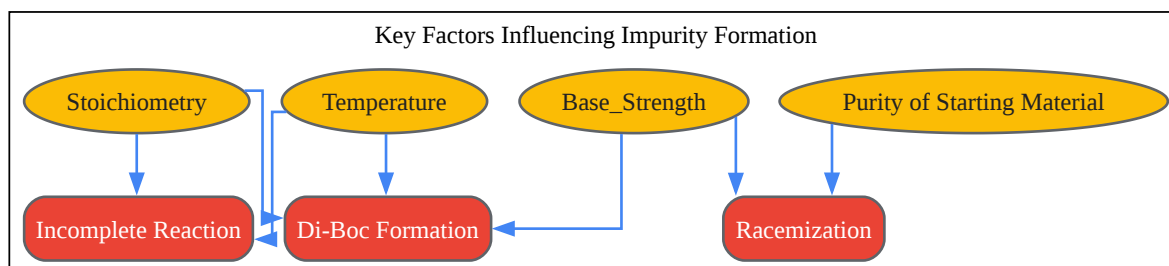 Key Factors Influencing Impurity Formation
Stoichiometry
Temperature
Base_Strength
Purity of Starting Material
Incomplete Reaction
Di-Boc Formation
Racemization